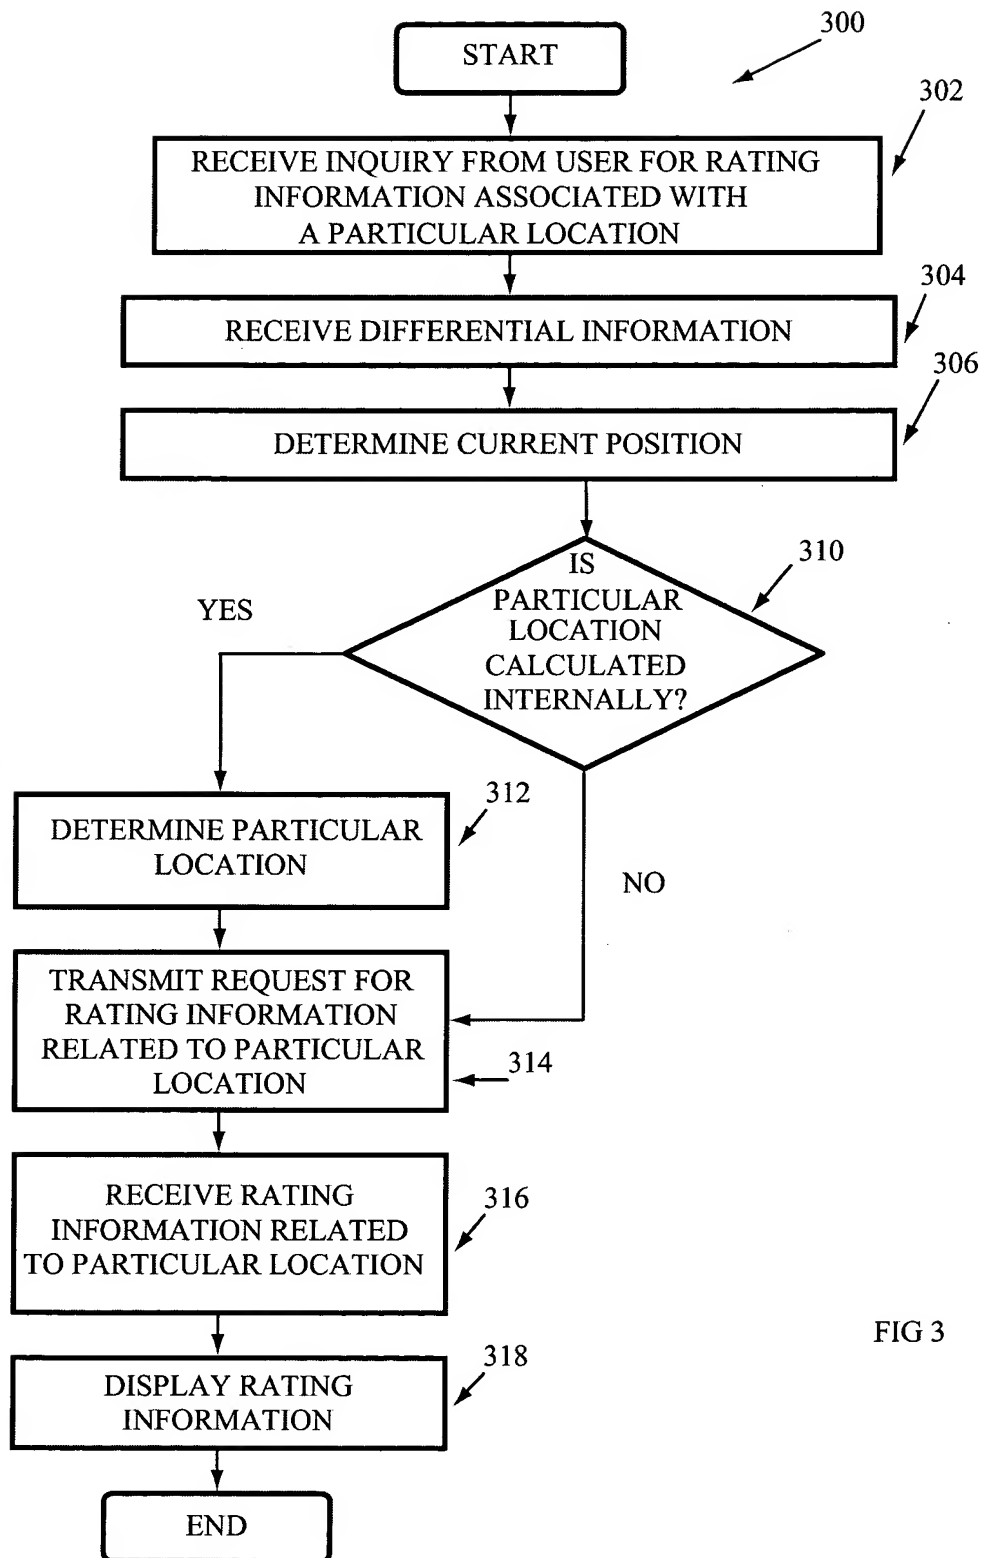 START
300
302
RECEIVE INQUIRY FROM USER FOR RATING
INFORMATION ASSOCIATED WITH
A PARTICULAR LOCATION
304
RECEIVE DIFFERENTIAL INFORMATION
306
DETERMINE CURRENT POSITION
310
IS
PARTICULAR
LOCATION
CALCULATED
INTERNALLY?
YES
312
DETERMINE PARTICULAR
LOCATION
NO
TRANSMIT REQUEST FOR
RATING INFORMATION
RELATED TO PARTICULAR
LOCATION
314
RECEIVE RATING
INFORMATION RELATED
TO PARTICULAR LOCATION
316
FIG 3
318
DISPLAY RATING
INFORMATION
END